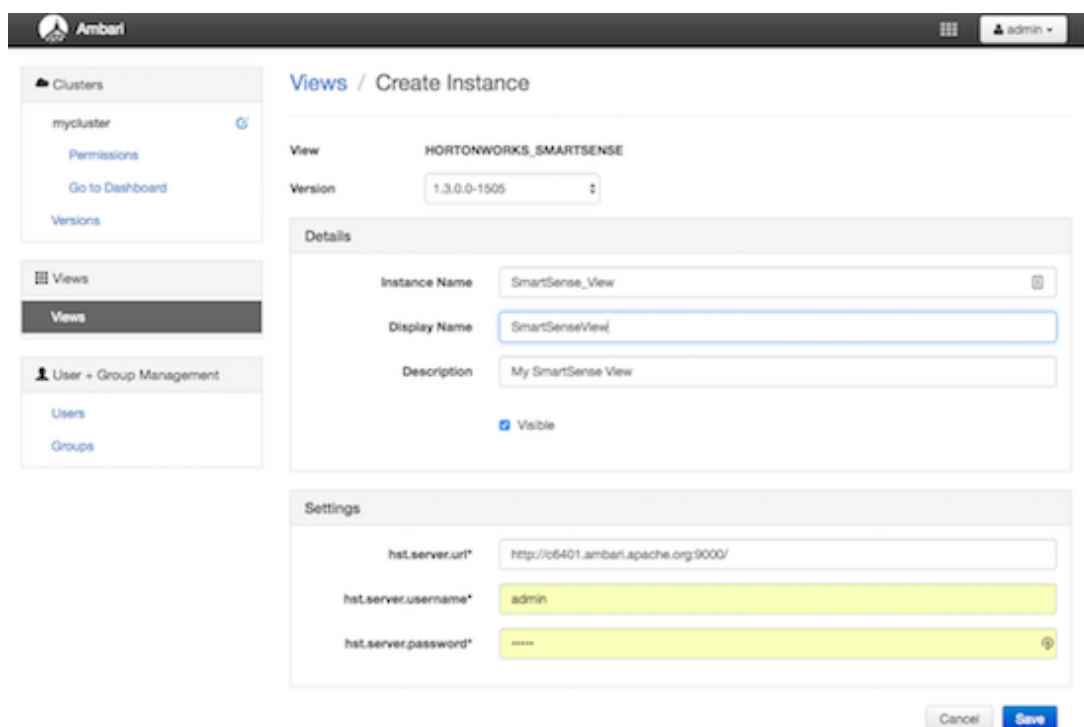 Ambari
admin
Clusters
mycluster
Permissions
Go to Dashboard
Versions
Views
Views
User + Group Management
Users
Groups
Views / Create Instance
View HORTONWORKS_SMARTSENSE
Version 1.3.0.0-1505
Details
Instance Name SmartSense_View
Display Name SmartSenseView
Description My SmartSense View
Visible
Settings
hst.server.url* http://c6401.ambari.apache.org:9000/
hst.server.username* admin
hst.server.password* •••••
Cancel Save